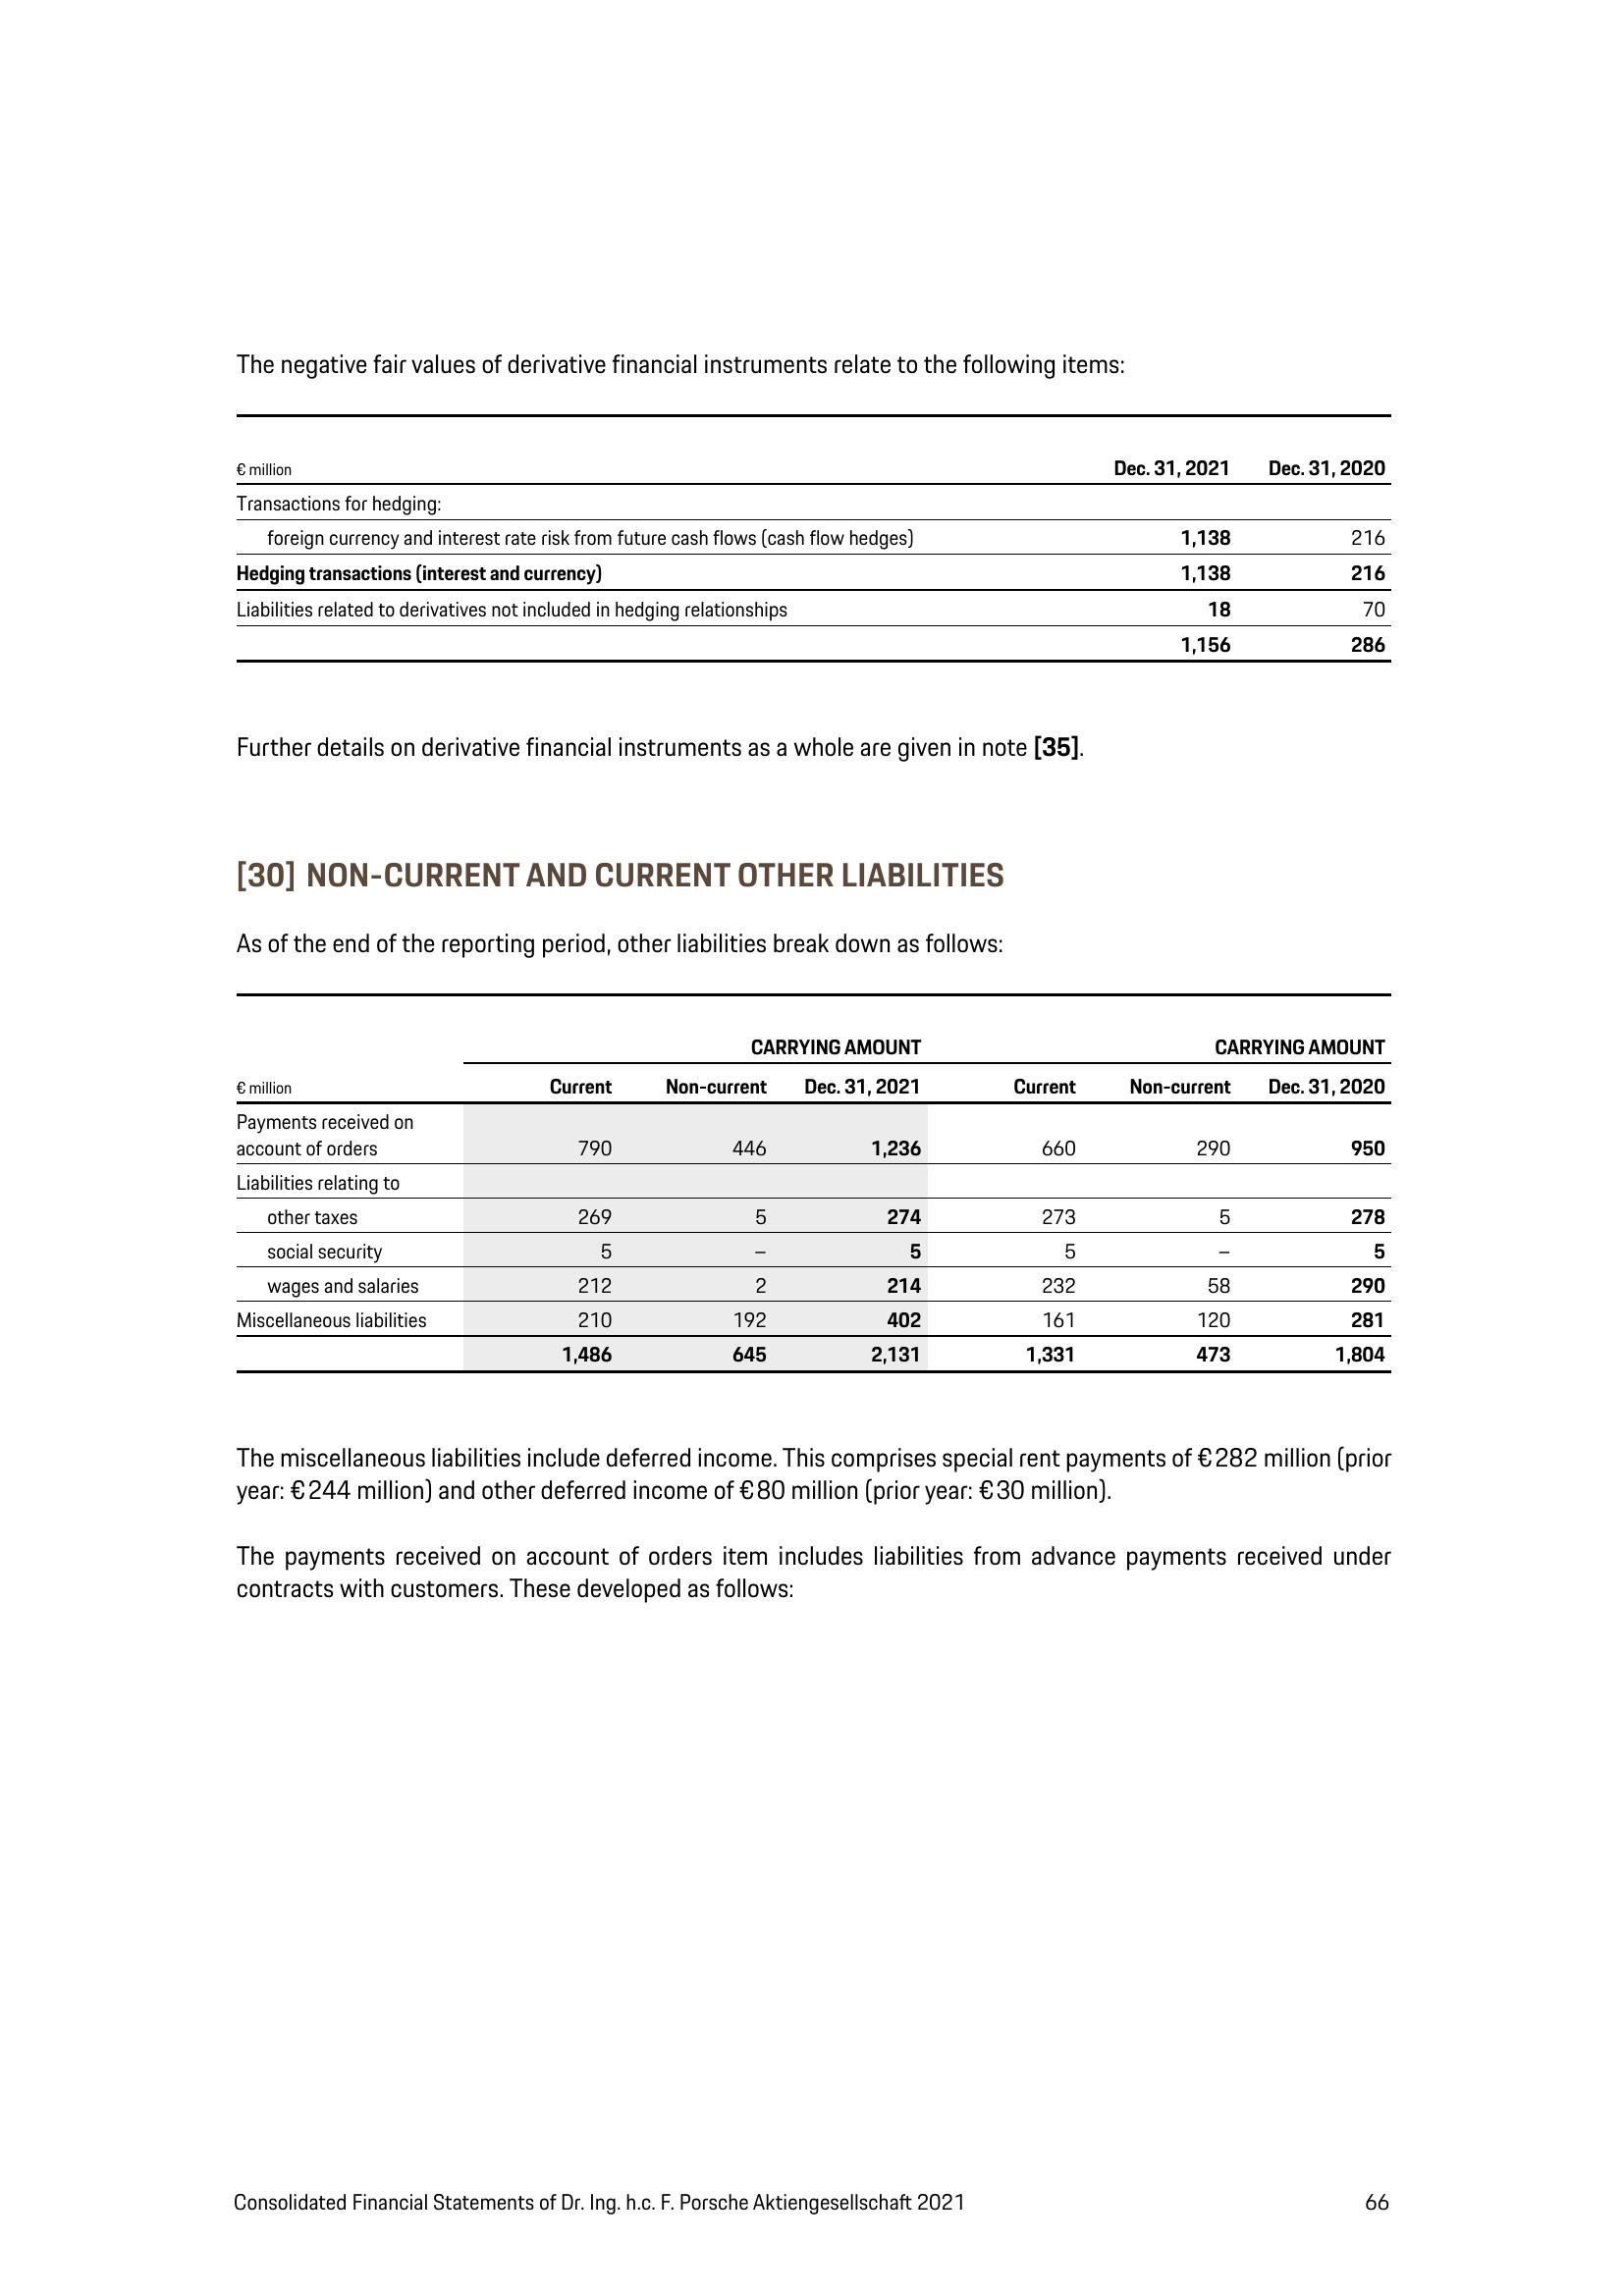 The negative fair values of derivative financial instruments relate to the following items:
€ million Dec. 31, 2021 Dec. 31, 2020
Transactions for hedging:
foreign currency and interest rate risk from future cash flows (cash flow hedges) 1,138 216
Hedging transactions (interest and currency) 1,138 216
Liabilities related to derivatives not included in hedging relationships 18 70
1,156 286
Further details on derivative financial instruments as a whole are given in note [35].
[30] NON-CURRENT AND CURRENT OTHER LIABILITIES
As of the end of the reporting period, other liabilities break down as follows:
CARRYING AMOUNT CARRYING AMOUNT
€ million Current Non-current Dec. 31, 2021 Current Non-current Dec. 31, 2020
Payments received on
account of orders 790 446 1,236 660 290 950
Liabilities relating to
other taxes 269 5 274 273 5 278
social security 5 – 5 5 – 5
wages and salaries 212 2 214 232 58 290
Miscellaneous liabilities 210 192 402 161 120 281
1,486 645 2,131 1,331 473 1,804
The miscellaneous liabilities include deferred income. This comprises special rent payments of € 282 million (prior
year: € 244 million) and other deferred income of € 80 million (prior year: € 30 million).
The payments received on account of orders item includes liabilities from advance payments received under
contracts with customers. These developed as follows:
Consolidated Financial Statements of Dr. Ing. h.c. F. Porsche Aktiengesellschaft 2021 66